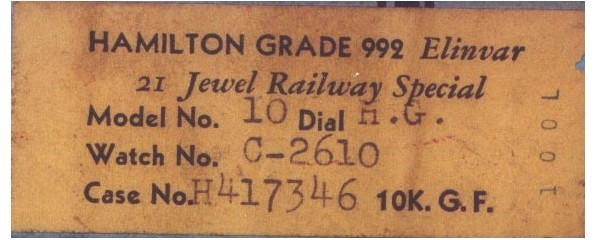 HAMILTON GRADE 992 Elinvar
21 Jewel Railway Special
Model No. 10 Dial H.G.
Watch No. C-2610
Case No. H417346 10K.G.F.
100L